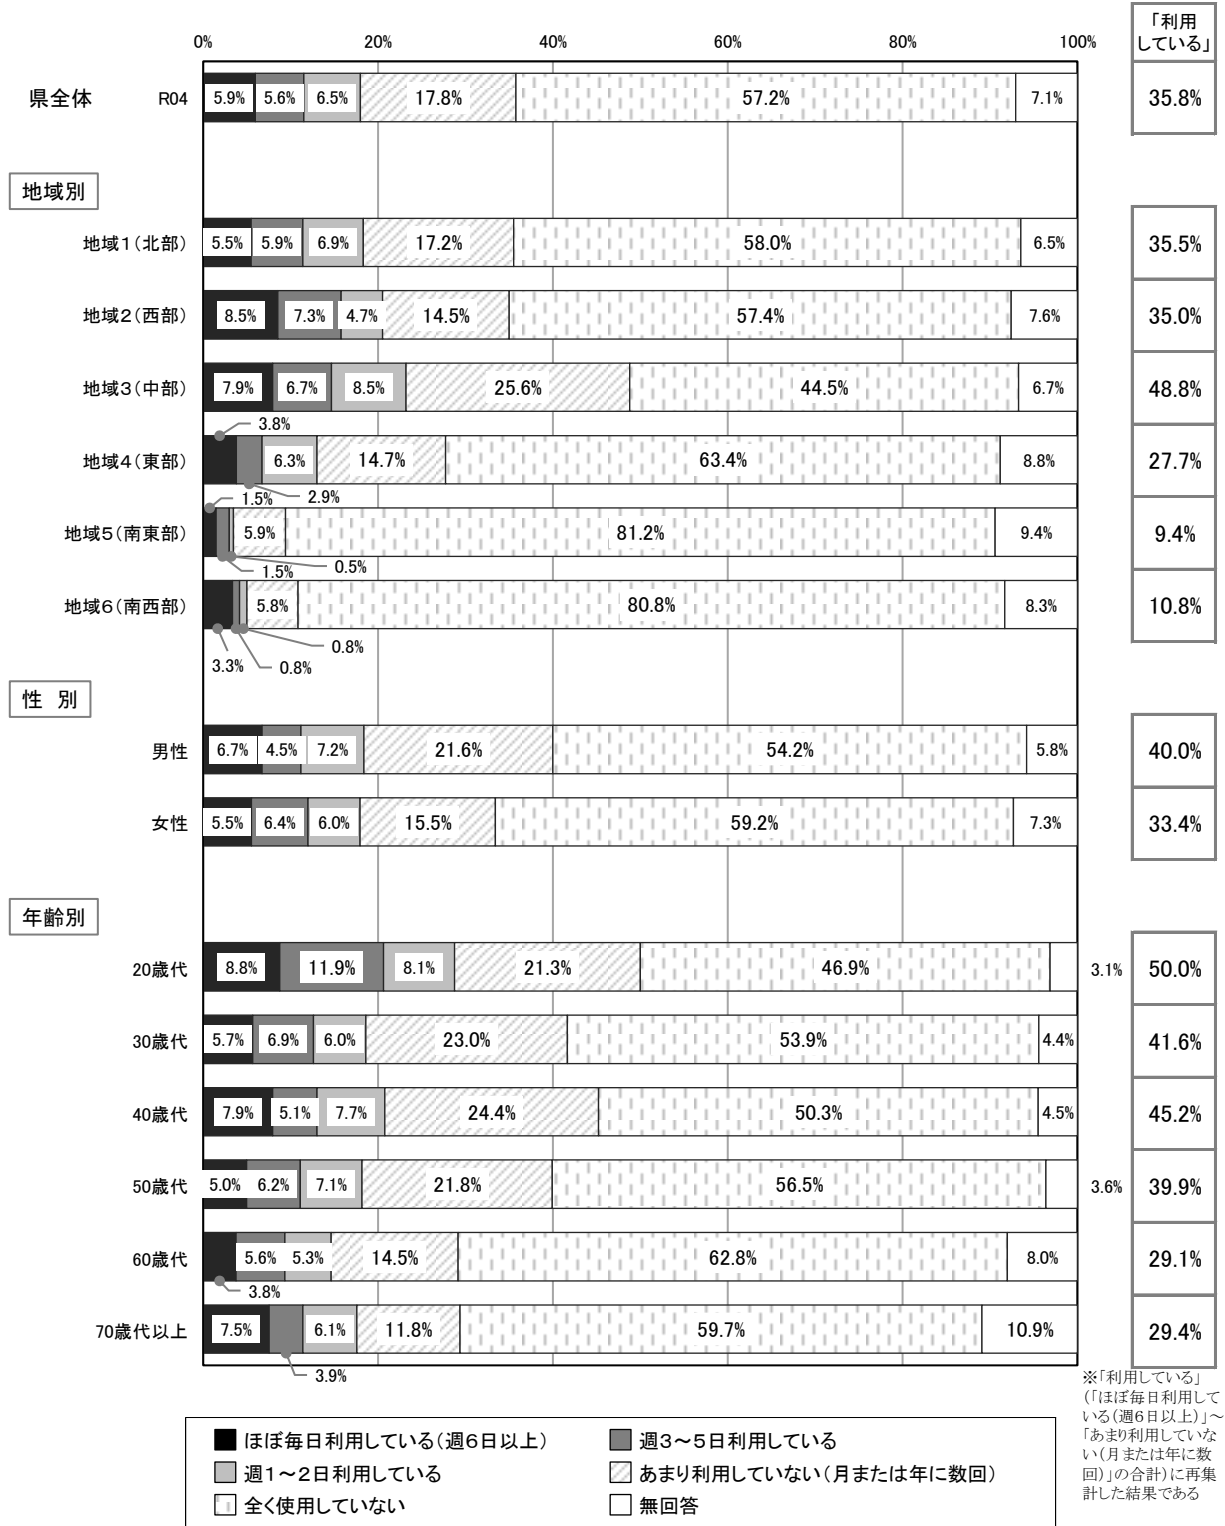 「利用
している」
0%
20%
40%
60%
80%
100%
県全体 R04 5.9% 5.6% 6.5% 17.8% 57.2% 7.1% 35.8%
地域別
地域1(北部) 5.5% 5.9% 6.9% 17.2% 58.0% 6.5% 35.5%
地域2(西部) 8.5% 7.3% 4.7% 14.5% 57.4% 7.6% 35.0%
地域3(中部) 7.9% 6.7% 8.5% 25.6% 44.5% 6.7% 48.8%
3.8%
地域4(東部) 6.3% 14.7% 63.4% 8.8% 27.7%
2.9%
1.5%
地域5(南東部) 5.9% 81.2% 9.4% 9.4%
1.5% 0.5%
地域6(南西部) 5.8% 80.8% 8.3% 10.8%
3.3% 0.8% 0.8%
性 別
男性 6.7% 4.5% 7.2% 21.6% 54.2% 5.8% 40.0%
女性 5.5% 6.4% 6.0% 15.5% 59.2% 7.3% 33.4%
年齢別
20歳代 8.8% 11.9% 8.1% 21.3% 46.9% 3.1% 50.0%
30歳代 5.7% 6.9% 6.0% 23.0% 53.9% 4.4% 41.6%
40歳代 7.9% 5.1% 7.7% 24.4% 50.3% 4.5% 45.2%
50歳代 5.0% 6.2% 7.1% 21.8% 56.5% 3.6% 39.9%
60歳代 5.6% 5.3% 14.5% 62.8% 8.0% 29.1%
3.8%
70歳代以上 7.5% 6.1% 11.8% 59.7% 10.9% 29.4%
3.9%
※「利用している」
(「ほぼ毎日利用して
いる(週6日以上)」～
「あまり利用していな
い(月または年に数
回)」の合計)に再集
計した結果である
ほぼ毎日利用している(週6日以上)
週3～5日利用している
週1～2日利用している
あまり利用していない(月または年に数回)
全く使用していない
無回答